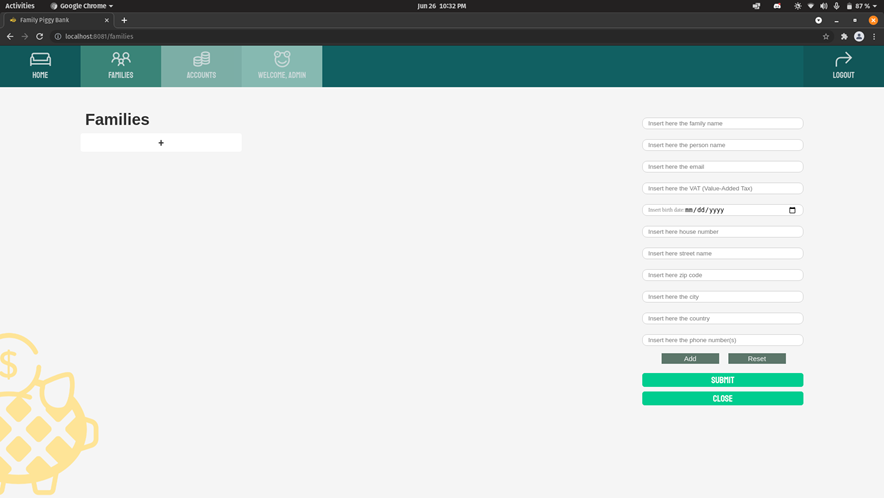 Activities
Google Chrome
Jun 26 10:32 PM
87 %
Family Piggy Bank
localhost:8081/families
HOME
FAMILIES
ACCOUNTS
WELCOME, ADMIN
LOGOUT
Families
+
Insert here the family name
Insert here the person name
Insert here the email
Insert here the VAT (Value-Added Tax)
Insert birth date mm/dd/yyyy
Insert here house number
Insert here street name
Insert here zip code
Insert here the city
Insert here the country
Insert here the phone number(s)
Add
Reset
SUBMIT
CLOSE
$